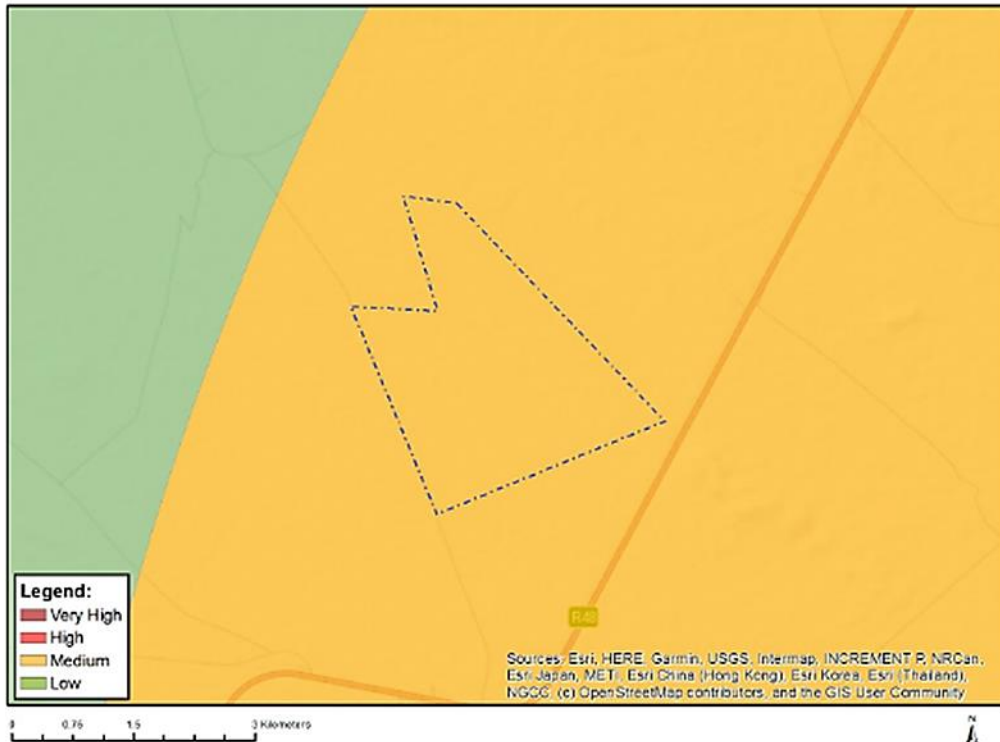 R48
Legend:
Very High
High
Medium
Low
Sources: Esri, HERE, Garmin, USGS, Intermap, INCREMENT P, NRCan,
Esri Japan, METI, Esri China (Hong Kong), Esri Korea, Esri (Thailand),
NGCC, (c) OpenStreetMap contributors, and the GIS User Community
0 0.75 1.5 3 Kilometers
N